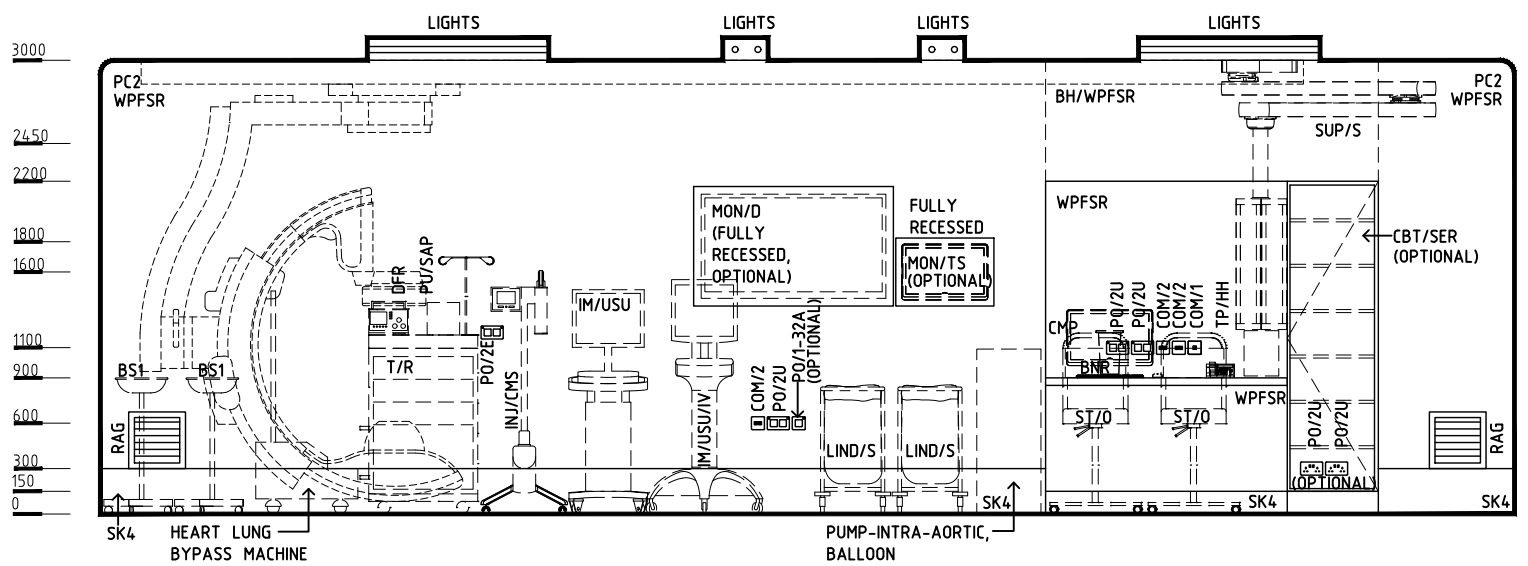 LIGHTS
LIGHTS
LIGHTS
LIGHTS
3000
2450
2200
1800
1600
1100
900
600
300
150
0
PC2
WPFSR
BH/WPFSR
PC2
WPFSR
SUP/S
WPFSR
MON/D
(FULLY
RECESSED,
OPTIONAL)
FULLY
RECESSED
MON/TS
(OPTIONAL)
CBT/SER
(OPTIONAL)
DFR
PU/SAP
IM/USU
PO/2E
INJ/CMS
T/R
BS1
BS1
RAG
IM/USU/IV
COM/2
PO/2U
PO/1-32A
(OPTIONAL)
LIND/S
LIND/S
CMP
PO/2U
PO/2U
COM/2
COM/2
COM/1
TP/HH
BNR
WPFSR
ST/O
ST/O
PO/2U
PO/2U
(OPTIONAL)
RAG
SK4
SK4
SK4
SK4
HEART LUNG
BYPASS MACHINE
PUMP-INTRA-AORTIC,
BALLOON